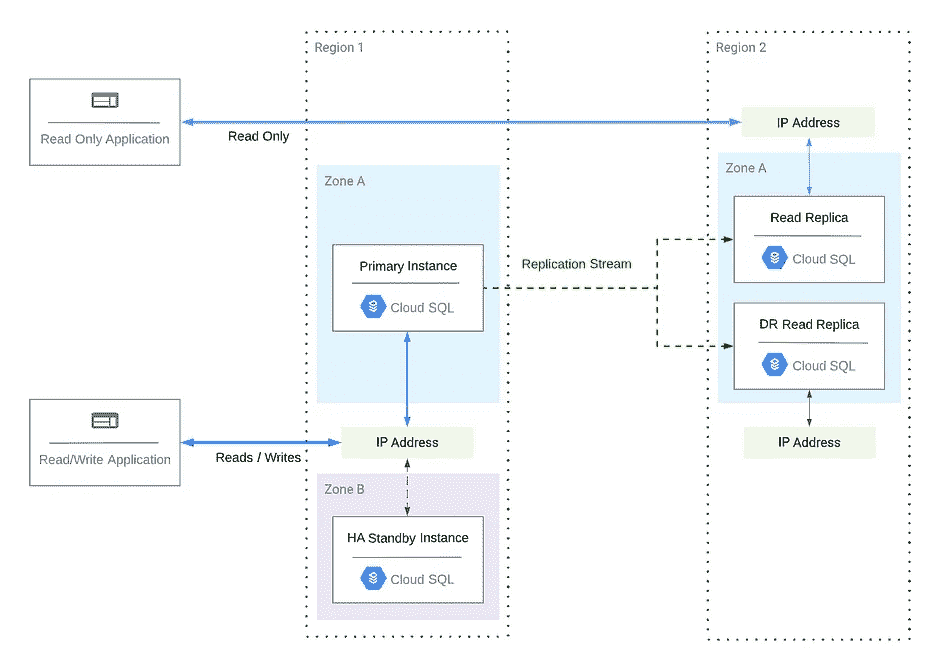 Region 1
Region 2
Read Only Application
Read Only
IP Address
Zone A
Zone A
Read Replica
Cloud SQL
Primary Instance
Cloud SQL
Replication Stream
DR Read Replica
Cloud SQL
Read/Write Application
Reads / Writes
IP Address
IP Address
Zone B
HA Standby Instance
Cloud SQL